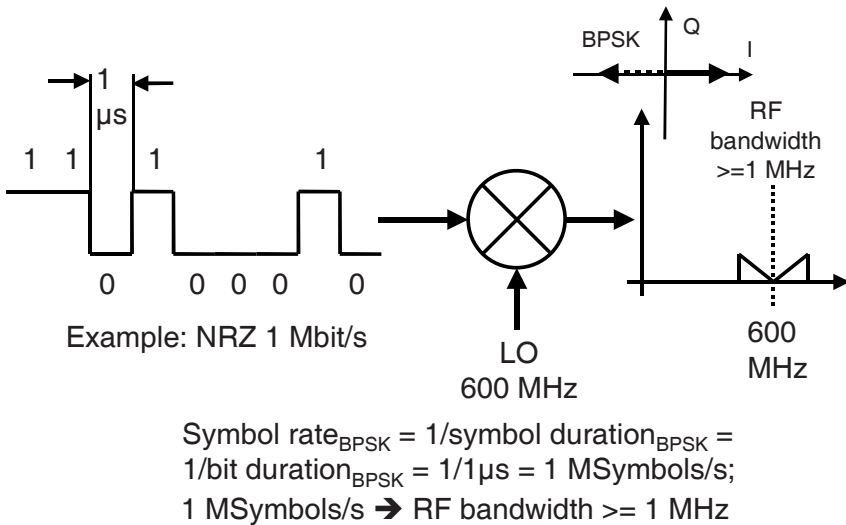 1
µs
1 1 1 1
0 0 0 0 0
Example: NRZ 1 Mbit/s
LO
600 MHz
BPSK
Q
I
RF
bandwidth
>=1 MHz
600
MHz
Symbol rate_BPSK = 1/symbol duration_BPSK =
1/bit duration_BPSK = 1/1µs = 1 MSymbols/s;
1 MSymbols/s ➔ RF bandwidth >= 1 MHz